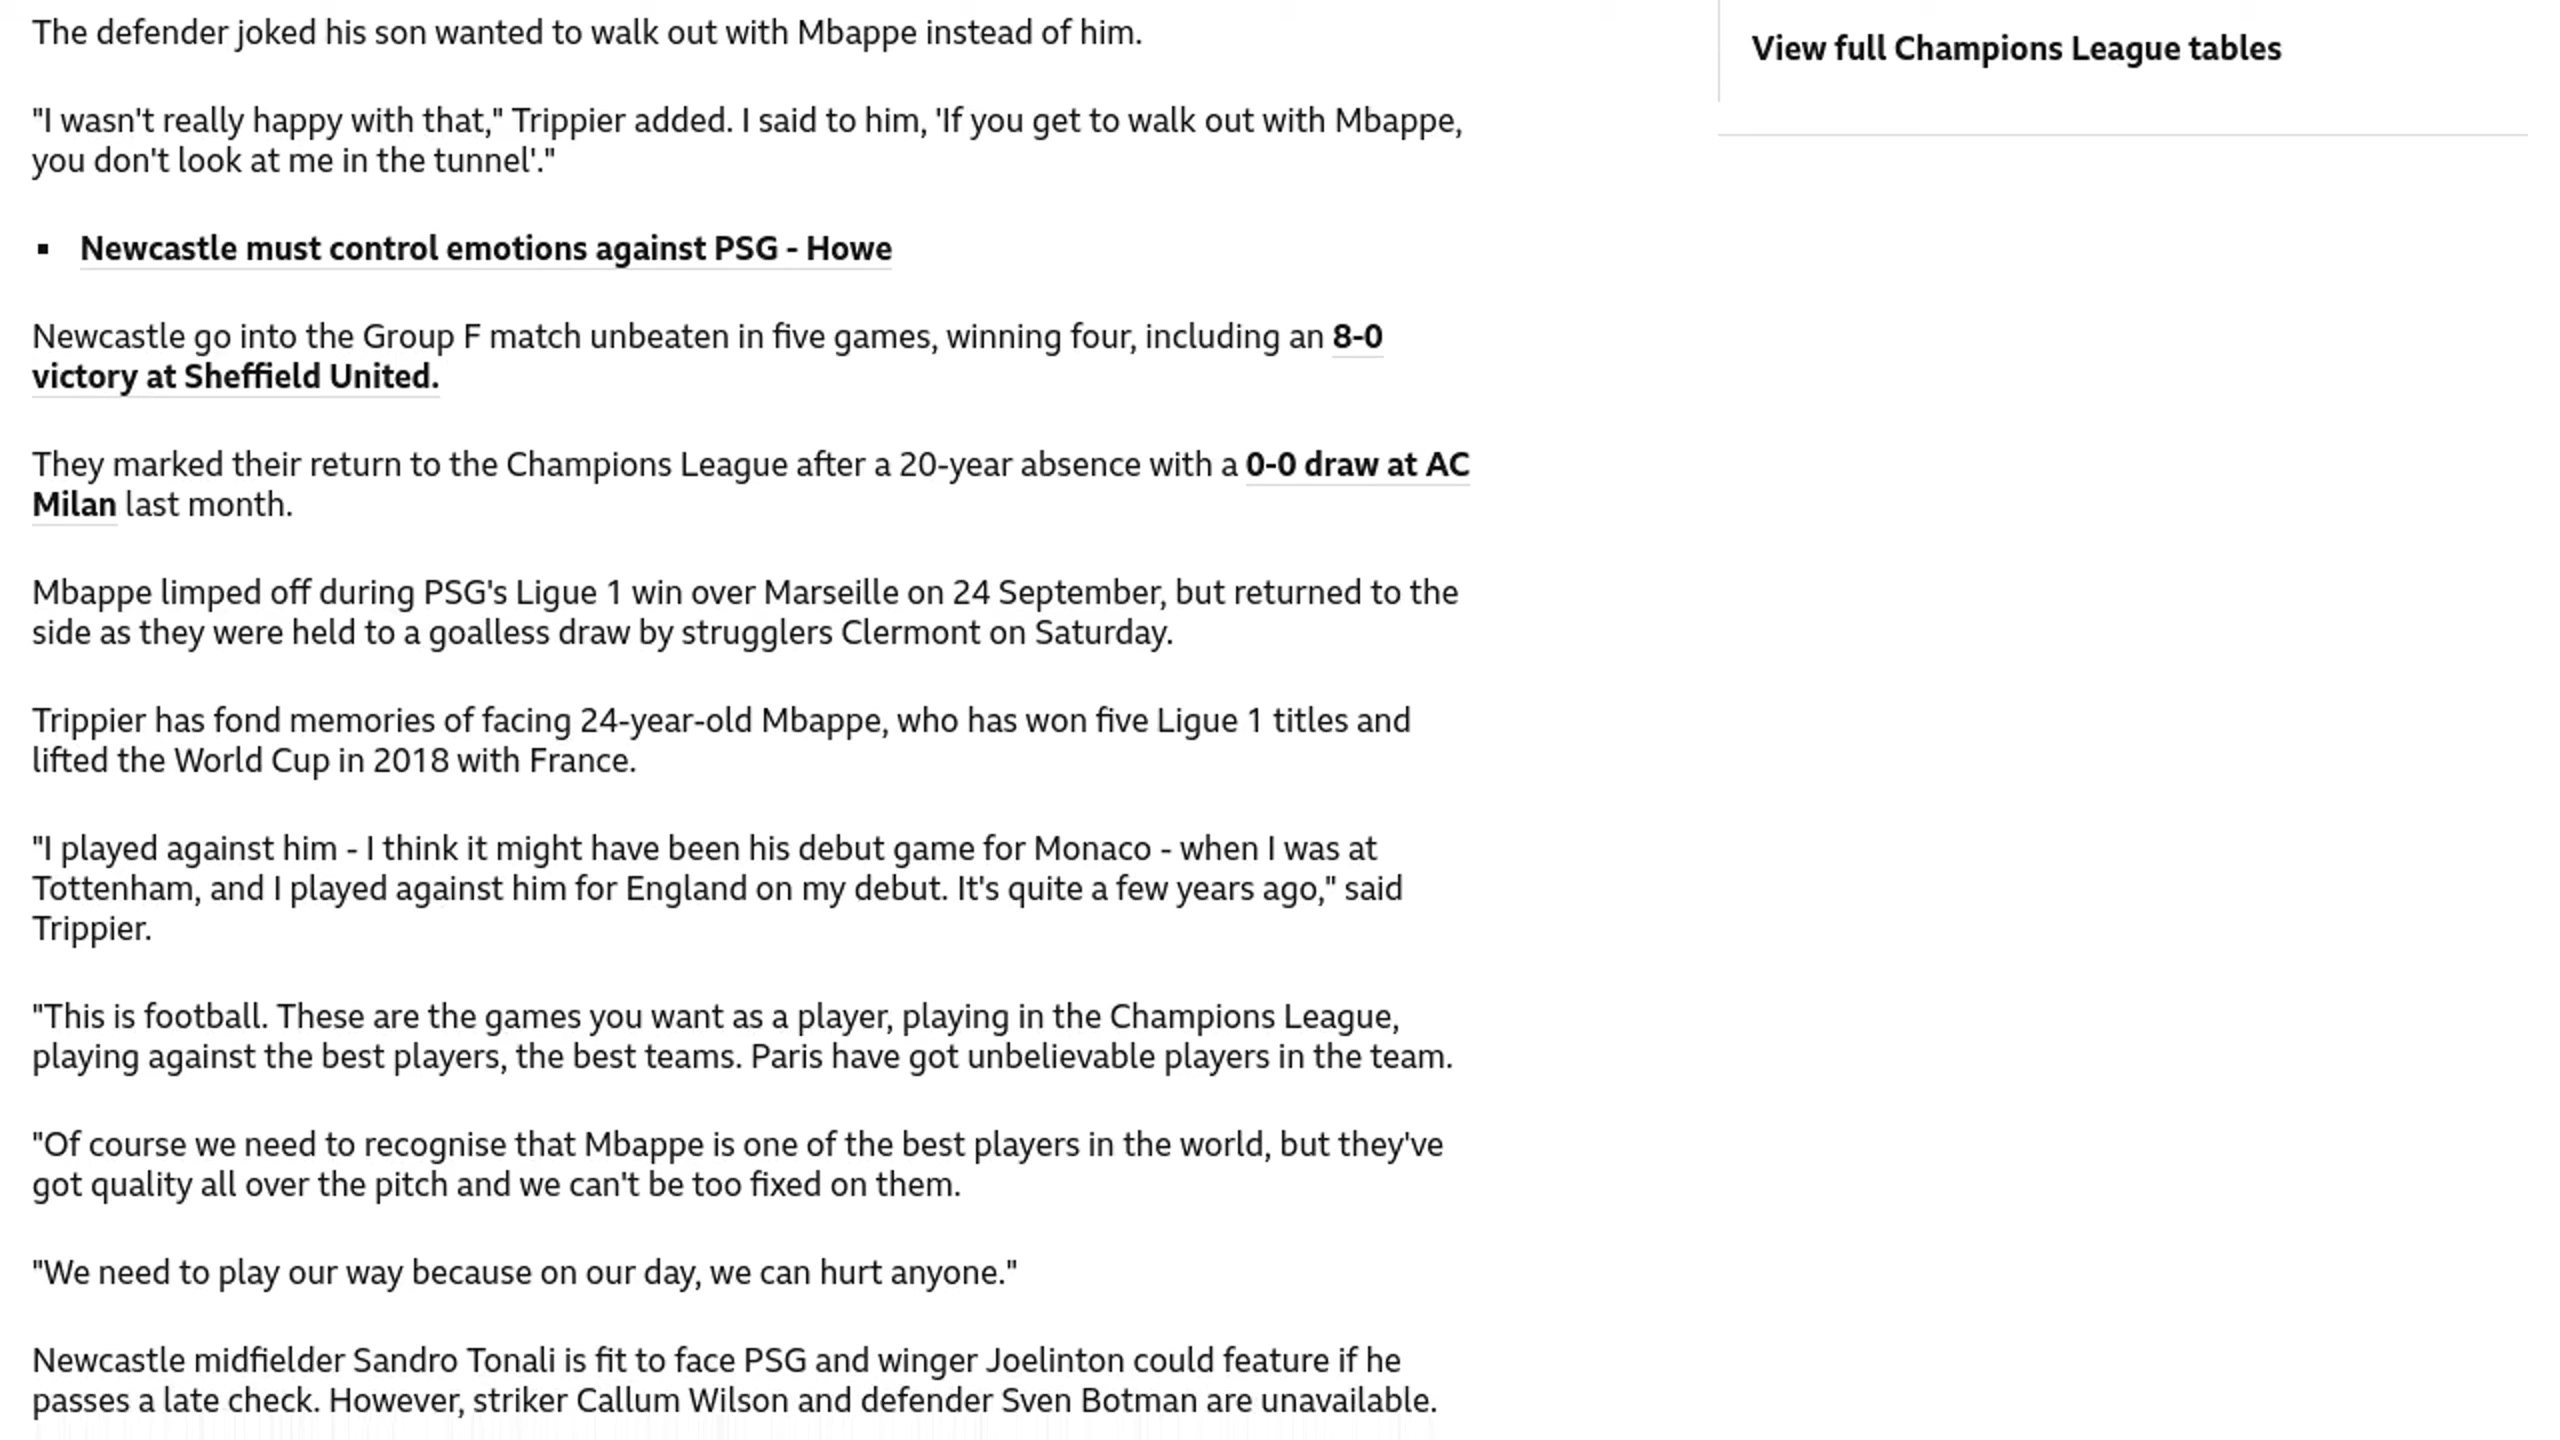 The defender joked his son wanted to walk out with Mbappe instead of him.
"I wasn't really happy with that," Trippier added. I said to him, 'If you get to walk out with Mbappe,
you don't look at me in the tunnel'."
▪ Newcastle must control emotions against PSG - Howe
Newcastle go into the Group F match unbeaten in five games, winning four, including an 8-0
victory at Sheffield United.
They marked their return to the Champions League after a 20-year absence with a 0-0 draw at AC
Milan last month.
Mbappe limped off during PSG's Ligue 1 win over Marseille on 24 September, but returned to the
side as they were held to a goalless draw by strugglers Clermont on Saturday.
Trippier has fond memories of facing 24-year-old Mbappe, who has won five Ligue 1 titles and
lifted the World Cup in 2018 with France.
"I played against him - I think it might have been his debut game for Monaco - when I was at
Tottenham, and I played against him for England on my debut. It's quite a few years ago," said
Trippier.
"This is football. These are the games you want as a player, playing in the Champions League,
playing against the best players, the best teams. Paris have got unbelievable players in the team.
"Of course we need to recognise that Mbappe is one of the best players in the world, but they've
got quality all over the pitch and we can't be too fixed on them.
"We need to play our way because on our day, we can hurt anyone."
Newcastle midfielder Sandro Tonali is fit to face PSG and winger Joelinton could feature if he
passes a late check. However, striker Callum Wilson and defender Sven Botman are unavailable.
View full Champions League tables